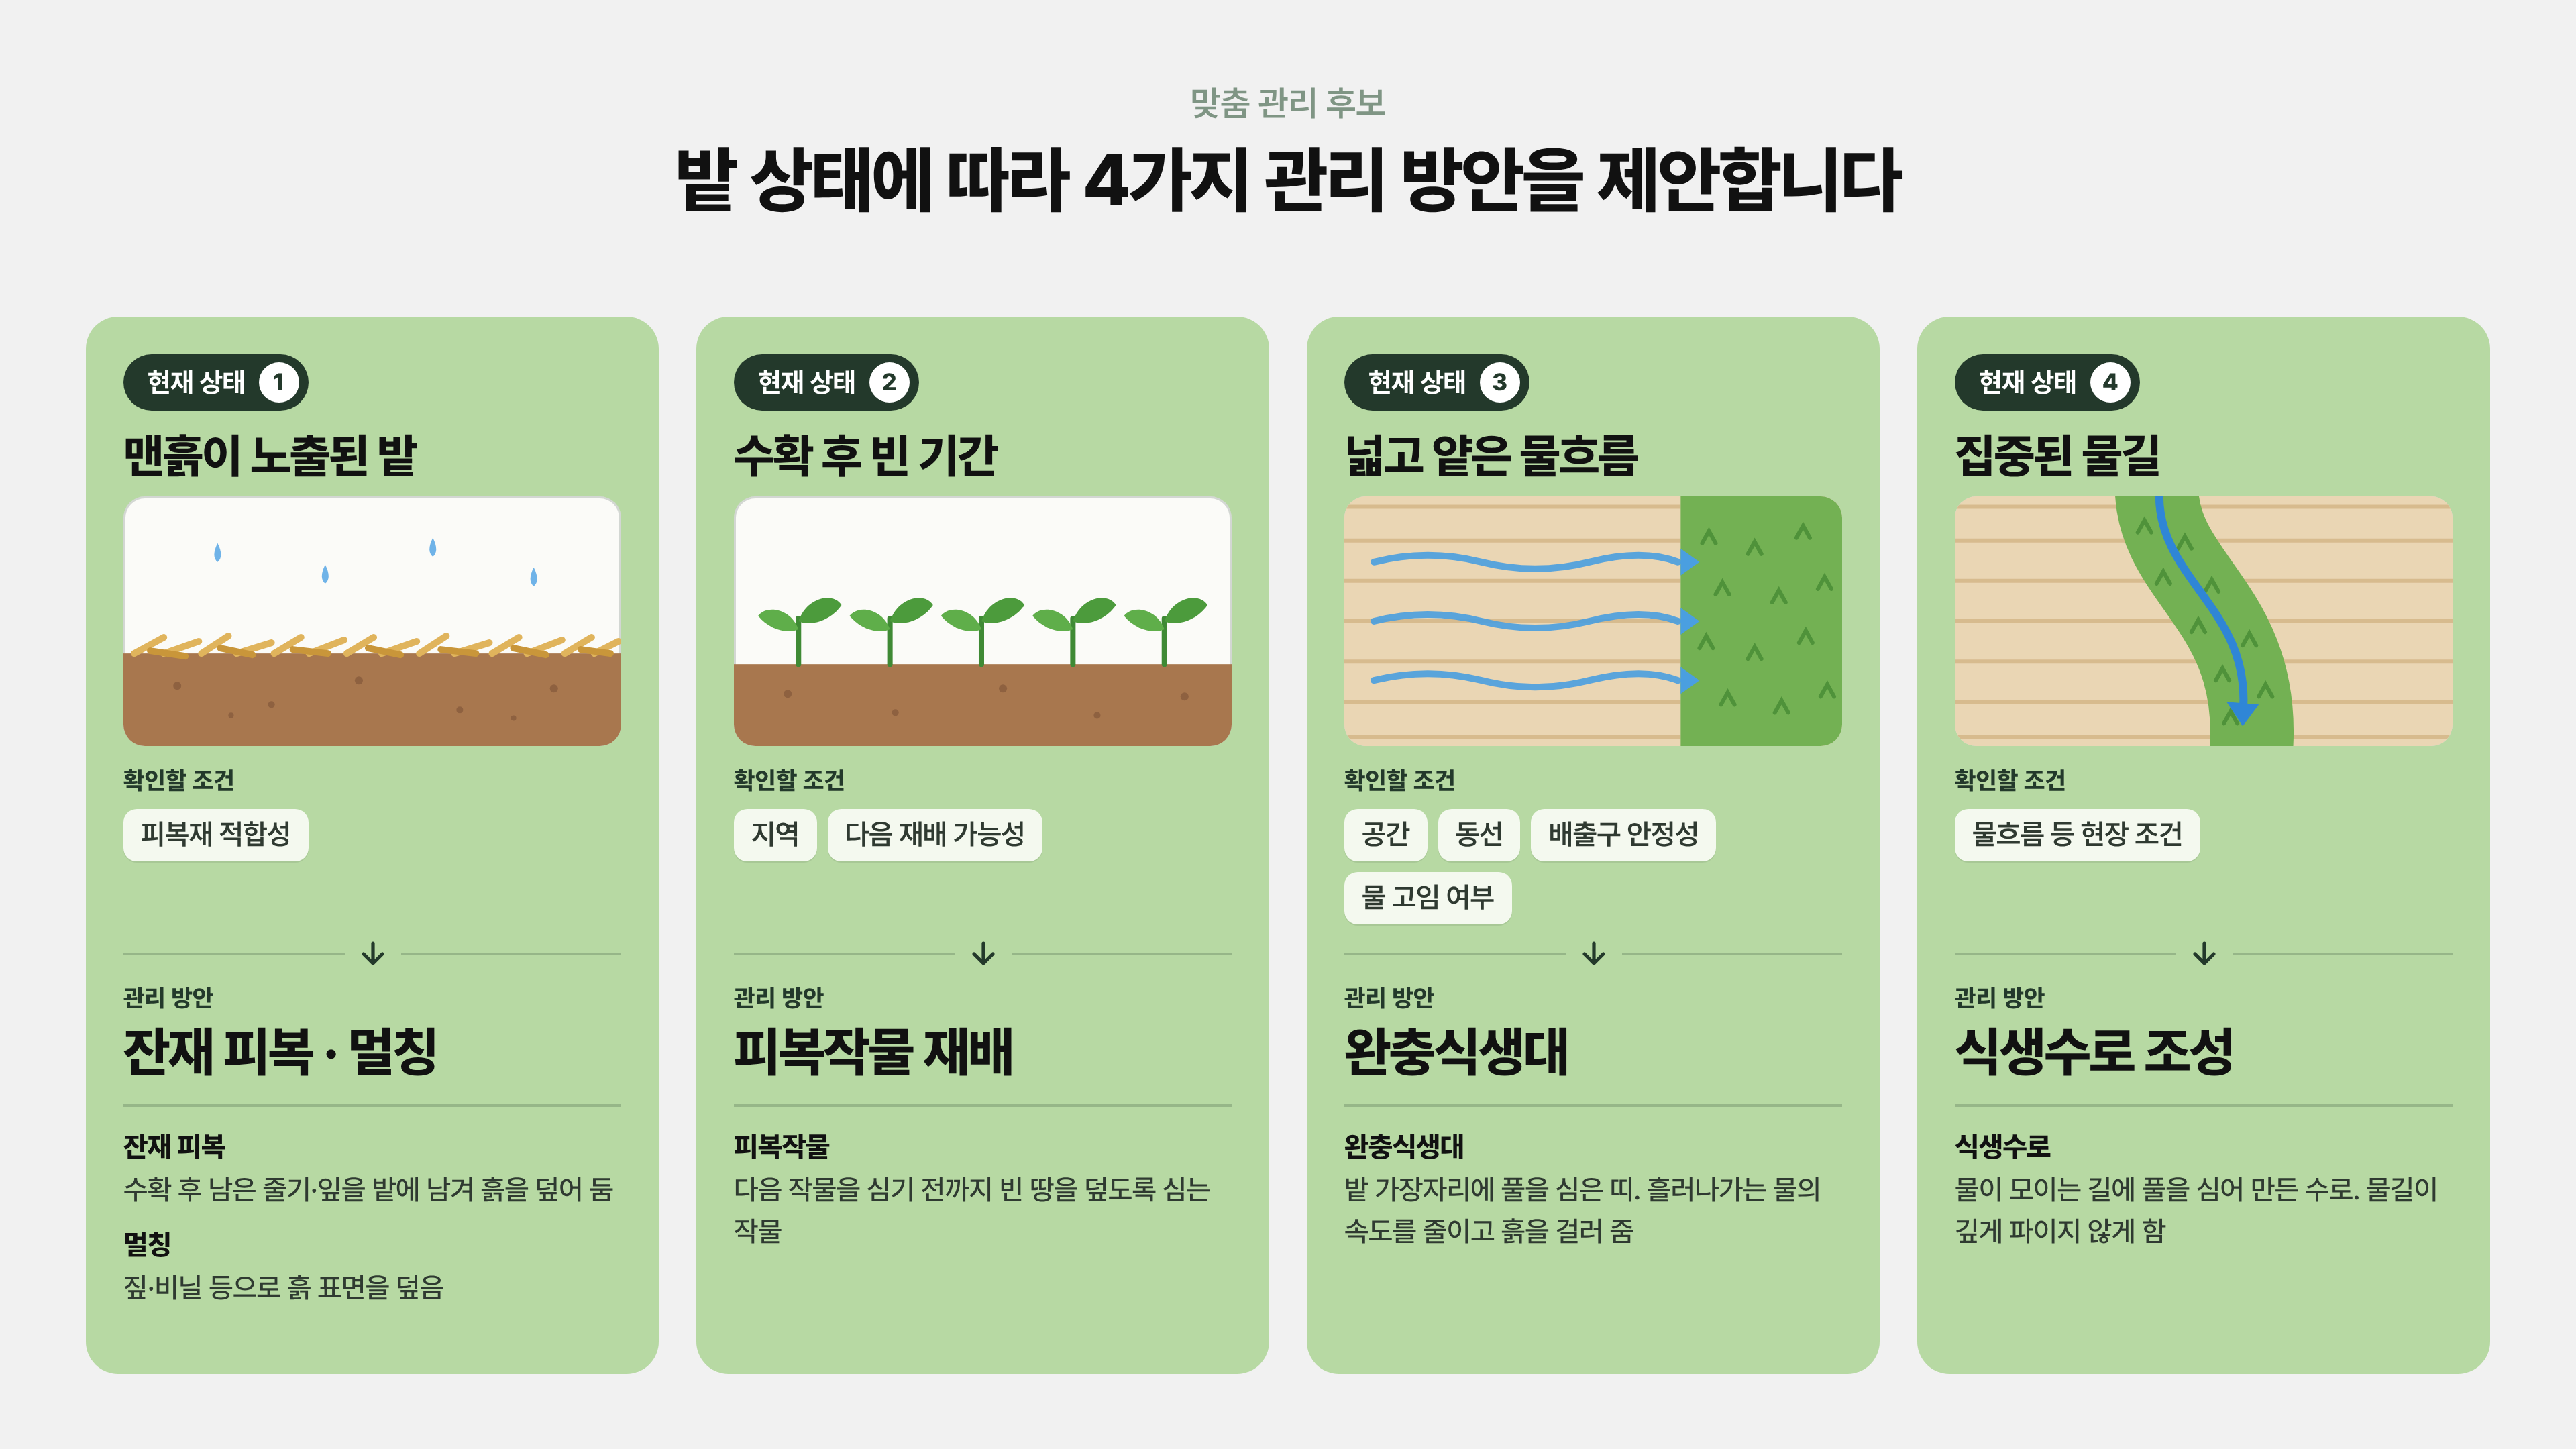 맞춤 관리 후보
밭 상태에 따라 4가지 관리 방안을 제안합니다
현재 상태 1
맨흙이 노출된 밭
확인할 조건
피복재 적합성
관리 방안
잔재 피복 · 멀칭
잔재 피복
수확 후 남은 줄기·잎을 밭에 남겨 흙을 덮어 둠
멀칭
짚·비닐 등으로 흙 표면을 덮음
현재 상태 2
수확 후 빈 기간
확인할 조건
지역 다음 재배 가능성
관리 방안
피복작물 재배
피복작물
다음 작물을 심기 전까지 빈 땅을 덮도록 심는
작물
현재 상태 3
넓고 얕은 물흐름
확인할 조건
공간 동선 배출구 안정성
물 고임 여부
관리 방안
완충식생대
완충식생대
밭 가장자리에 풀을 심은 띠. 흘러나가는 물의
속도를 줄이고 흙을 걸러 줌
현재 상태 4
집중된 물길
확인할 조건
물흐름 등 현장 조건
관리 방안
식생수로 조성
식생수로
물이 모이는 길에 풀을 심어 만든 수로. 물길이
깊게 파이지 않게 함